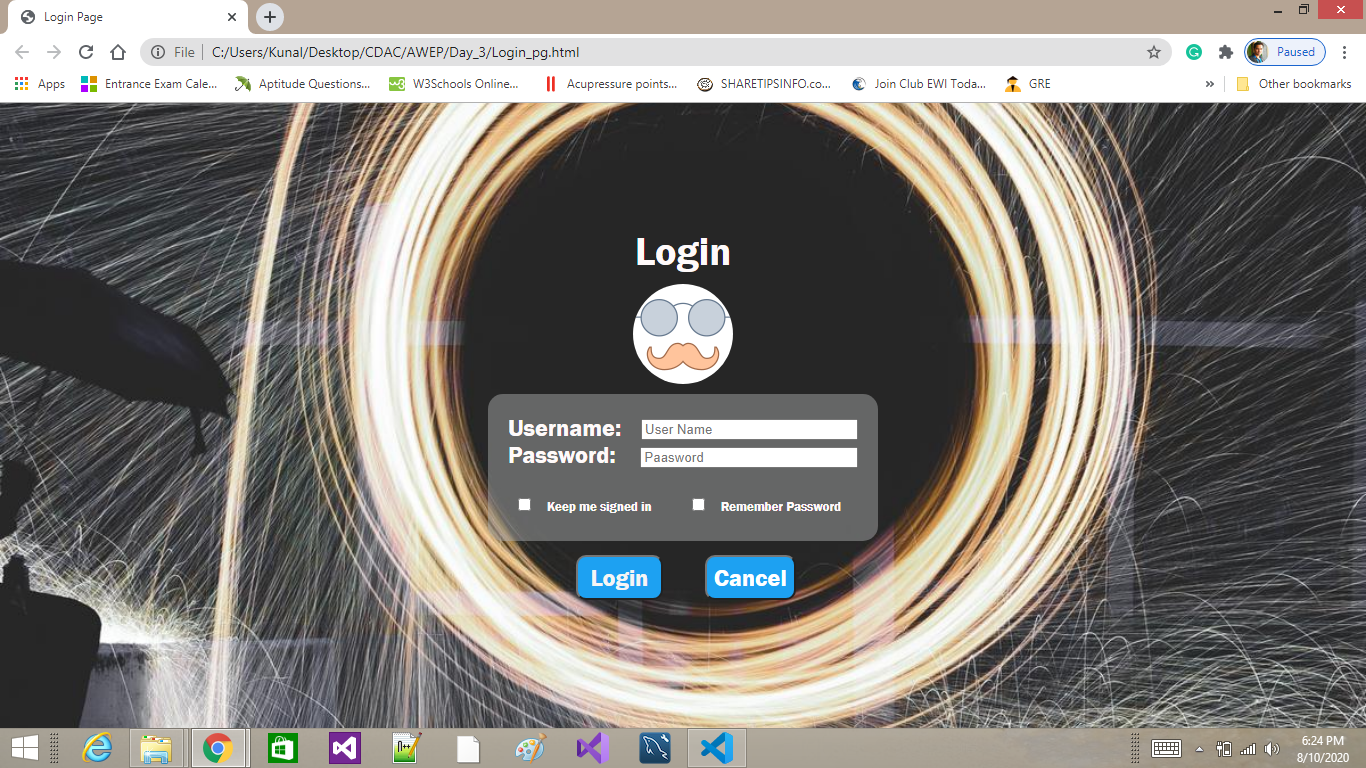 Login Page
File C:/Users/Kunal/Desktop/CDAC/AWEP/Day_3/Login_pg.html Paused
Apps Entrance Exam Cale... Aptitude Questions... W3Schools Online... Acupressure points... SHARETIPSINFO.co... Join Club EWI Toda... GRE » Other bookmarks
Login
Username: User Name
Password: Paasword
Keep me signed in Remember Password
Login Cancel
6:24 PM
8/10/2020